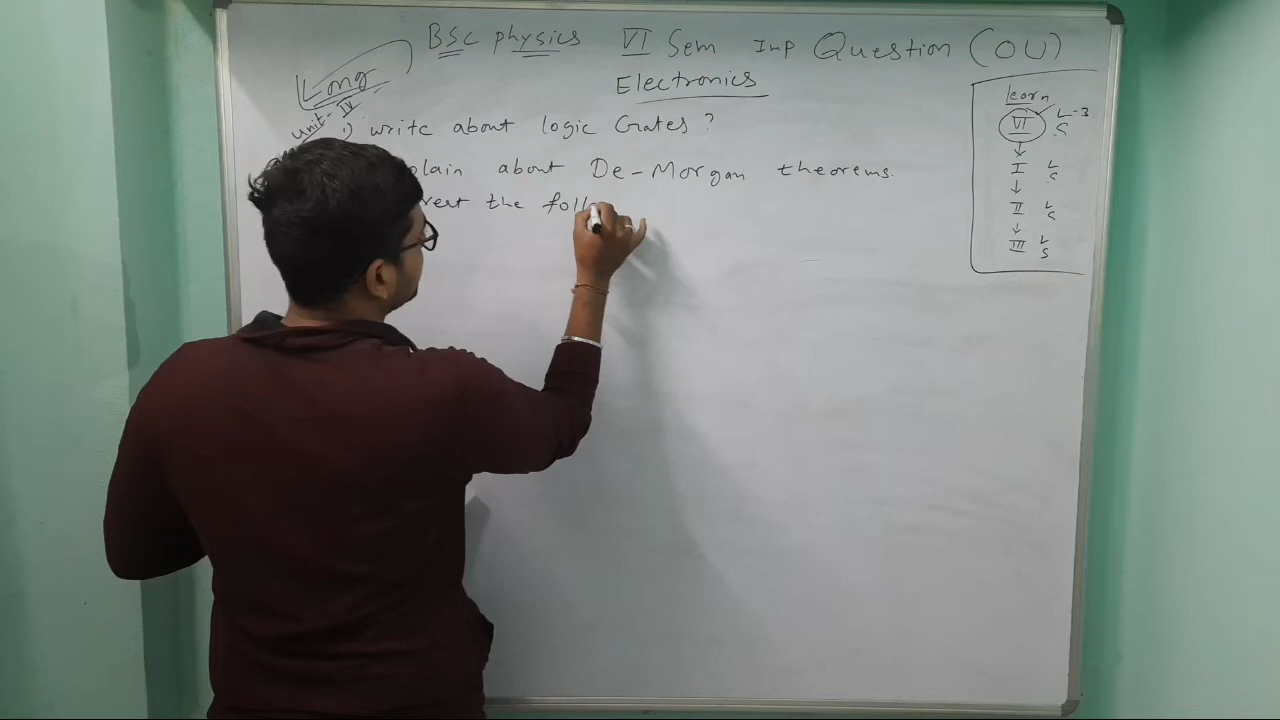 BSc physics VI Sem Imp Question (OU)
Electronics
Long
Unit-IV
1) write about logic Gates ?
plain about De-Morgan theorems.
vert the foll
learn
VI L-3 S
I L S
II L S
III L S